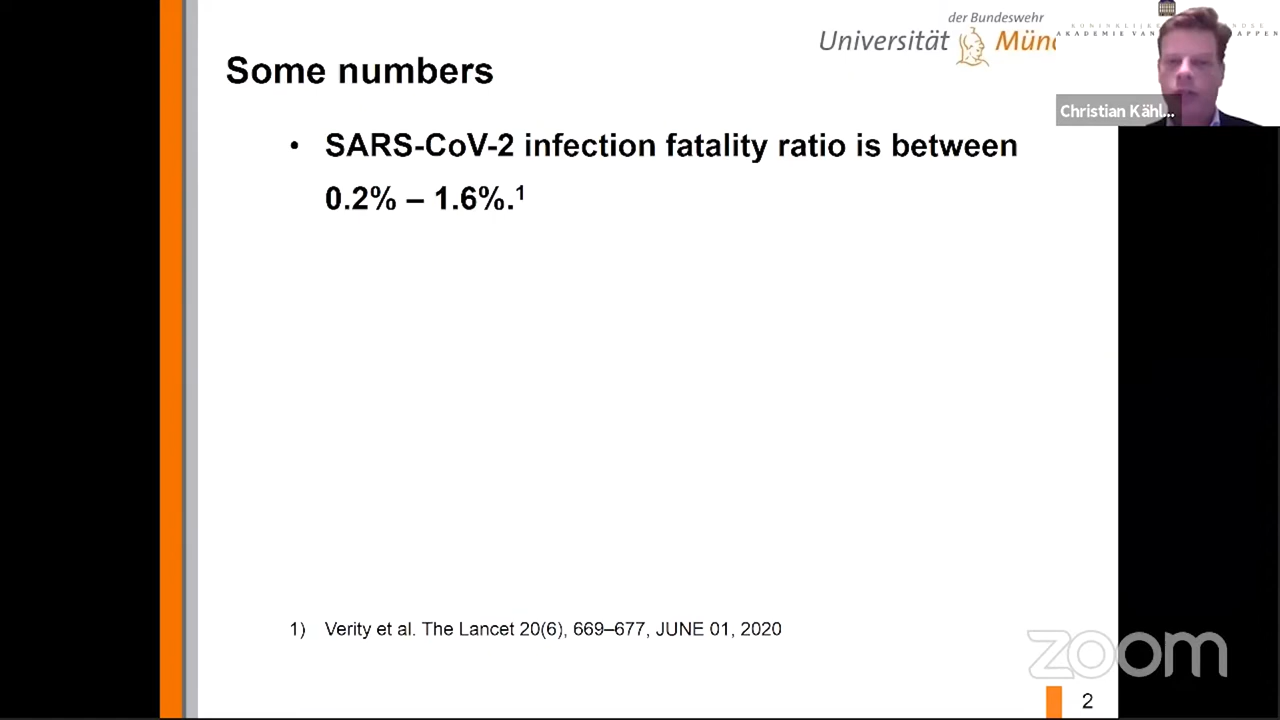 der Bundeswehr
Universität
Some numbers
Christian Kähl...
• SARS-CoV-2 infection fatality ratio is between
0.2% – 1.6%.¹
1) Verity et al. The Lancet 20(6), 669–677, JUNE 01, 2020
zoom
2